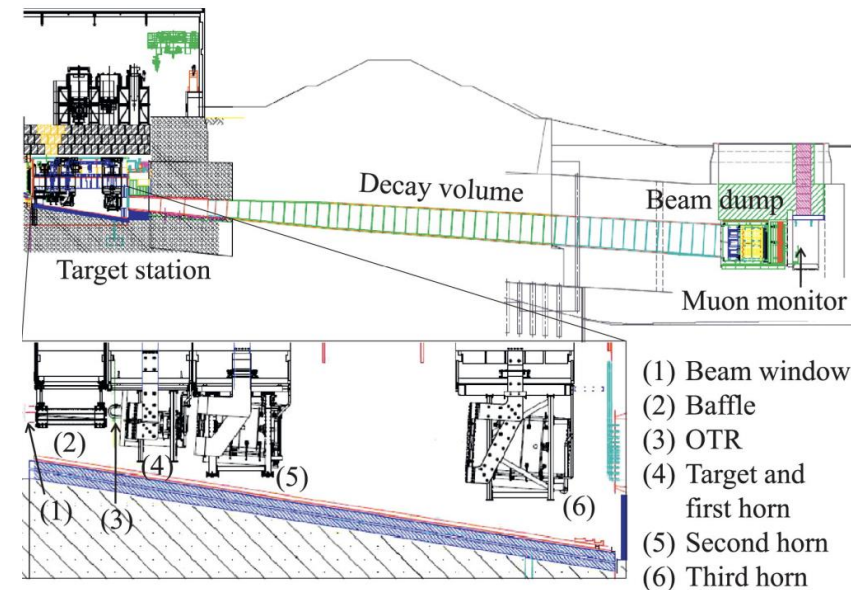 Decay volume
Beam dump
Target station
Muon monitor
(1) Beam window
(2) Baffle
(3) OTR
(4) Target and
first horn
(5) Second horn
(6) Third horn
(2)
(4)
(5)
(6)
(1)
(3)